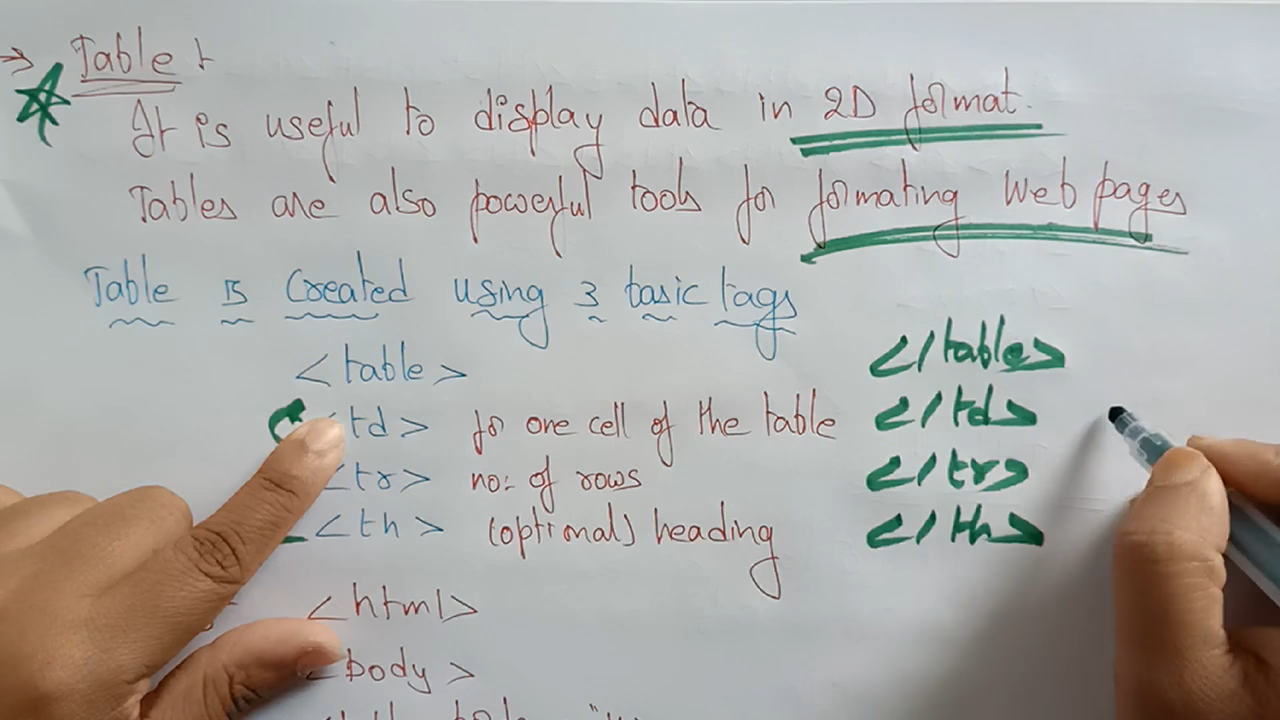 Table :
It is useful to display data in 2D format.
Tables are also powerful tools for formating Web pages
Table is Created using 3 basic tags
<table> </table>
<td> for one cell of the table </td>
<tr> no: of rows </tr>
<th> (optional) heading </th>
<html>
<body>